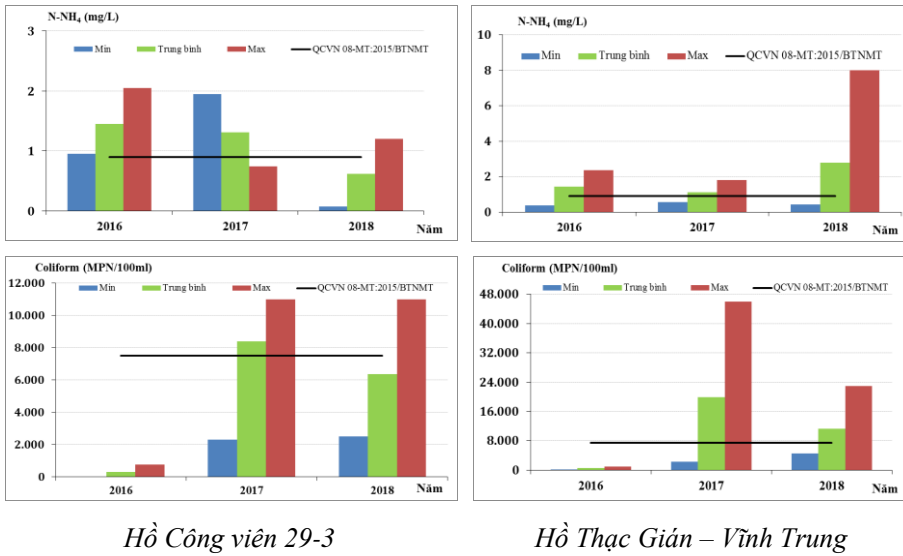 N-NH₄ (mg/L)
3
2
1
0
Min
Trung bình
Max
QCVN 08-MT:2015/BTNMT
2016
2017
2018
Năm
N-NH₄ (mg/L)
10
8
6
4
2
0
Min
Trung bình
Max
QCVN 08-MT:2015/BTNMT
2016
2017
2018
Năm
Coliform (MPN/100ml)
12.000
10.000
8.000
6.000
4.000
2.000
0
Min
Trung bình
Max
QCVN 08-MT:2015/BTNMT
2016
2017
2018
Năm
Coliform (MPN/100ml)
48.000
40.000
32.000
24.000
16.000
8.000
0
Min
Trung bình
Max
QCVN 08-MT:2015/BTNMT
2016
2017
2018
Năm
Hồ Công viên 29-3
Hồ Thạc Gián – Vĩnh Trung